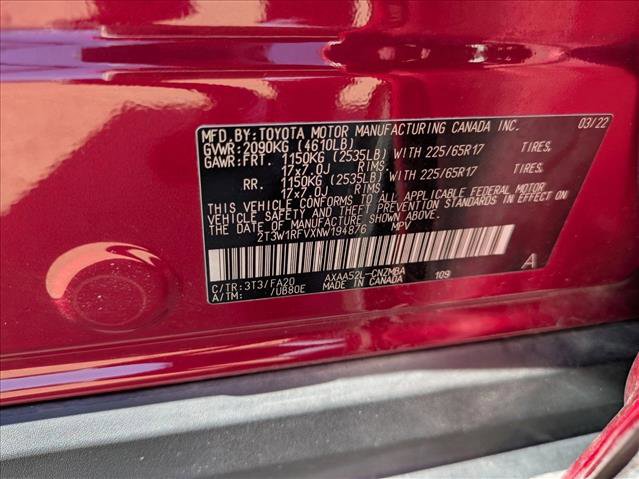 MFD. BY: TOYOTA MOTOR MANUFACTURING CANADA INC. 03/22
GVWR: 2090KG (4610LB)
GAWR: FRT. 1150KG (2535LB) WITH 225/65R17 TIRES,
17x7.0J RIMS,
RR. 1150KG (2535LB) WITH 225/65R17 TIRES,
17x7.0J RIMS,
THIS VEHICLE CONFORMS TO ALL APPLICABLE FEDERAL MOTOR
VEHICLE SAFETY AND THEFT PREVENTION STANDARDS IN EFFECT ON
THE DATE OF MANUFACTURE SHOWN ABOVE.
2T3W1RFVXNW194876 MPV
C/TR: 3T3/FA20 AXAA52L-CNZMBA 109 A
A/TM: /UB80E MADE IN CANADA